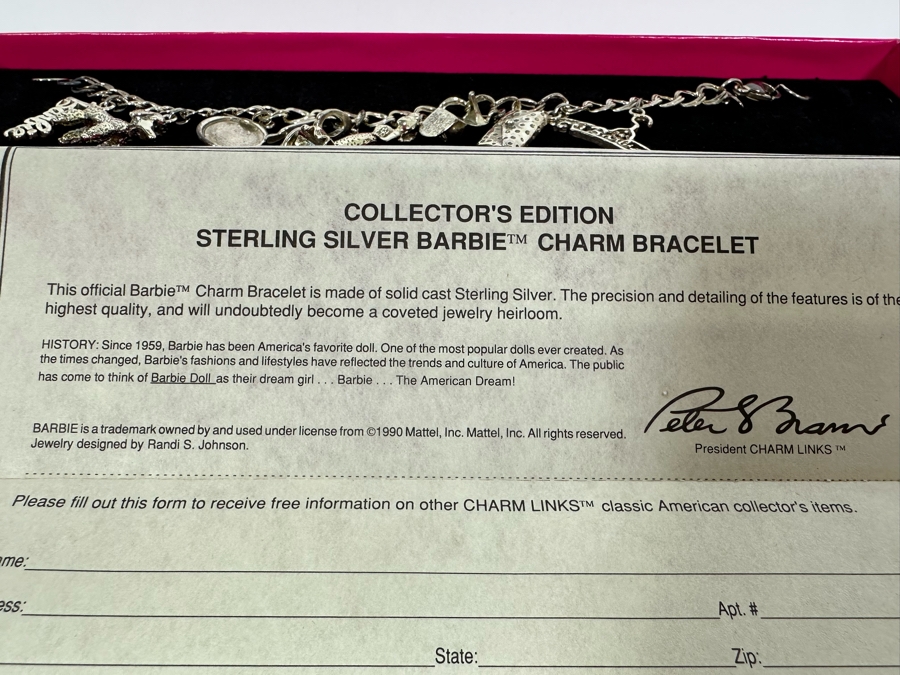 COLLECTOR'S EDITION
STERLING SILVER BARBIE™ CHARM BRACELET
This official Barbie™ Charm Bracelet is made of solid cast Sterling Silver. The precision and detailing of the features is of the
highest quality, and will undoubtedly become a coveted jewelry heirloom.
HISTORY: Since 1959, Barbie has been America's favorite doll. One of the most popular dolls ever created. As
the times changed, Barbie's fashions and lifestyles have reflected the trends and culture of America. The public
has come to think of Barbie Doll as their dream girl . . . Barbie . . . The American Dream!
BARBIE is a trademark owned by and used under license from ©1990 Mattel, Inc. Mattel, Inc. All rights reserved.
Jewelry designed by Randi S. Johnson.
President CHARM LINKS ™
Please fill out this form to receive free information on other CHARM LINKS™ classic American collector's items.
me:
ess:
Apt. #
State:
Zip: